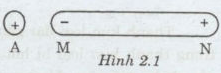 + − +
A M N
Hình 2.1